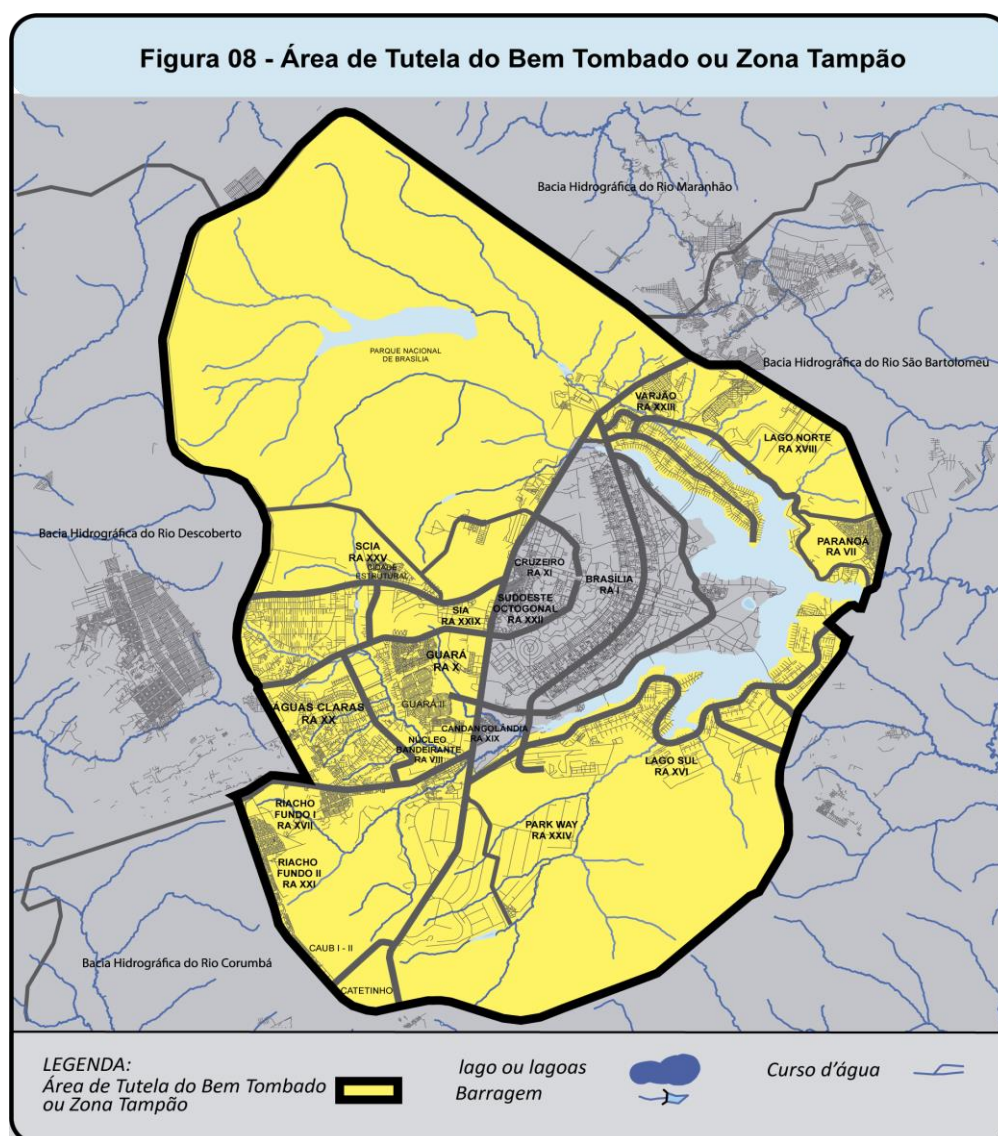 Figura 08 - Área de Tutela do Bem Tombado ou Zona Tampão
Bacia Hidrográfica do Rio Maranhão
PARQUE NACIONAL
DE BRASÍLIA
Bacia Hidrográfica do Rio São Bartolomeu
VARJÃO
RA XXIII
LAGO NORTE
RA XVIII
Bacia Hidrográfica do Rio Descoberto
PARANOÁ
RA VII
SCIA
RA XXV
CIDADE
ESTRUTURAL
CRUZEIRO
RA XI
BRASÍLIA
RA I
SUDOESTE
OCTOGONAL
RA XXII
SIA
RA XXIX
GUARÁ
RA X
GUARÁ II
ÁGUAS CLARAS
RA XX
CANDANGOLÂNDIA
RA XIX
NÚCLEO
BANDEIRANTE
RA VIII
LAGO SUL
RA XVI
RIACHO
FUNDO I
RA XVII
PARK WAY
RA XXIV
RIACHO
FUNDO II
RA XXI
CAUB I - II
Bacia Hidrográfica do Rio Corumbá
CATETINHO
LEGENDA:
Área de Tutela do Bem Tombado
ou Zona Tampão
lago ou lagoas
Barragem
Curso d'água